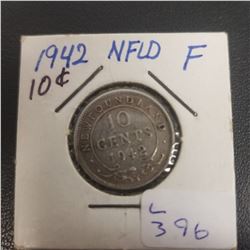 1942 NFLD F
10¢
NEWFOUNDLAND
10
CENTS
1942
L
396